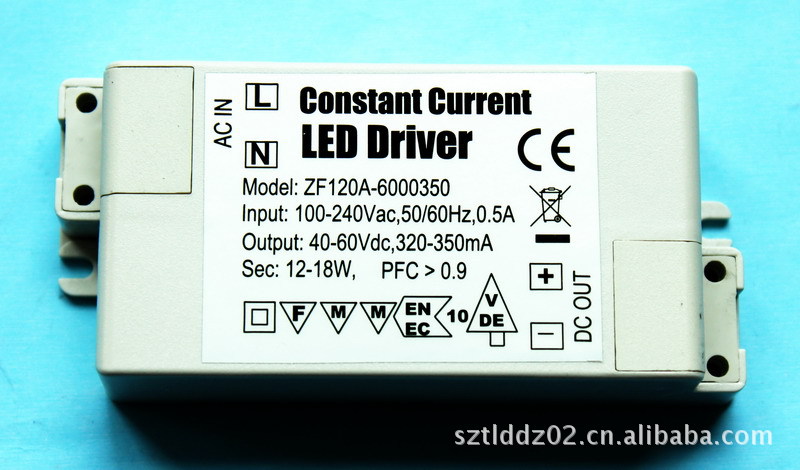 AC IN
L
N
Constant Current
LED Driver
CE
Model: ZF120A-6000350
Input: 100-240Vac,50/60Hz,0.5A
Output: 40-60Vdc,320-350mA
Sec: 12-18W, PFC > 0.9
F M M EN EC 10 V DE
+
−
DC OUT
sztlddz02.cn.alibaba.com